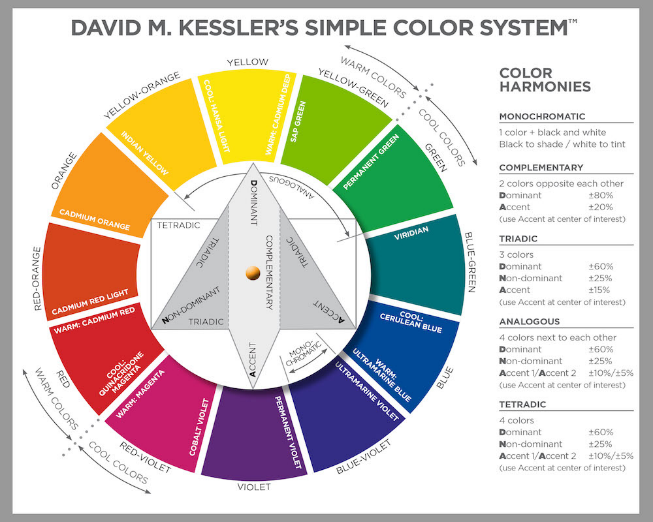 DAVID M. KESSLER'S SIMPLE COLOR SYSTEM™
YELLOW
YELLOW-GREEN
GREEN
BLUE-GREEN
BLUE
BLUE-VIOLET
VIOLET
RED-VIOLET
RED
RED-ORANGE
ORANGE
YELLOW-ORANGE
WARM COLORS
COOL COLORS
WARM COLORS
COOL COLORS
COOL: HANSA LIGHT
WARM: CADMIUM DEEP
SAP GREEN
PERMANENT GREEN
VIRIDIAN
COOL:
CERULEAN BLUE
WARM:
ULTRAMARINE BLUE
ULTRAMARINE VIOLET
PERMANENT VIOLET
COBALT VIOLET
WARM: MAGENTA
COOL:
QUINACRIDONE
MAGENTA
WARM: CADMIUM RED
CADMIUM RED LIGHT
CADMIUM ORANGE
INDIAN YELLOW
ANALOGOUS
TETRADIC
DOMINANT
COMPLEMENTARY
TRIADIC
TRIADIC
TRIADIC
NON-DOMINANT
ACCENT
ACCENT
MONO-
CHROMATIC
COLOR
HARMONIES
MONOCHROMATIC
1 color + black and white
Black to shade / white to tint
COMPLEMENTARY
2 colors opposite each other
Dominant ±80%
Accent ±20%
(use Accent at center of interest)
TRIADIC
3 colors
Dominant ±60%
Non-dominant ±25%
Accent ±15%
(use Accent at center of interest)
ANALOGOUS
4 colors next to each other
Dominant ±60%
Non-dominant ±25%
Accent 1/Accent 2 ±10%/±5%
(use Accent at center of interest)
TETRADIC
4 colors
Dominant ±60%
Non-dominant ±25%
Accent 1/Accent 2 ±10%/±5%
(use Accent at center of interest)